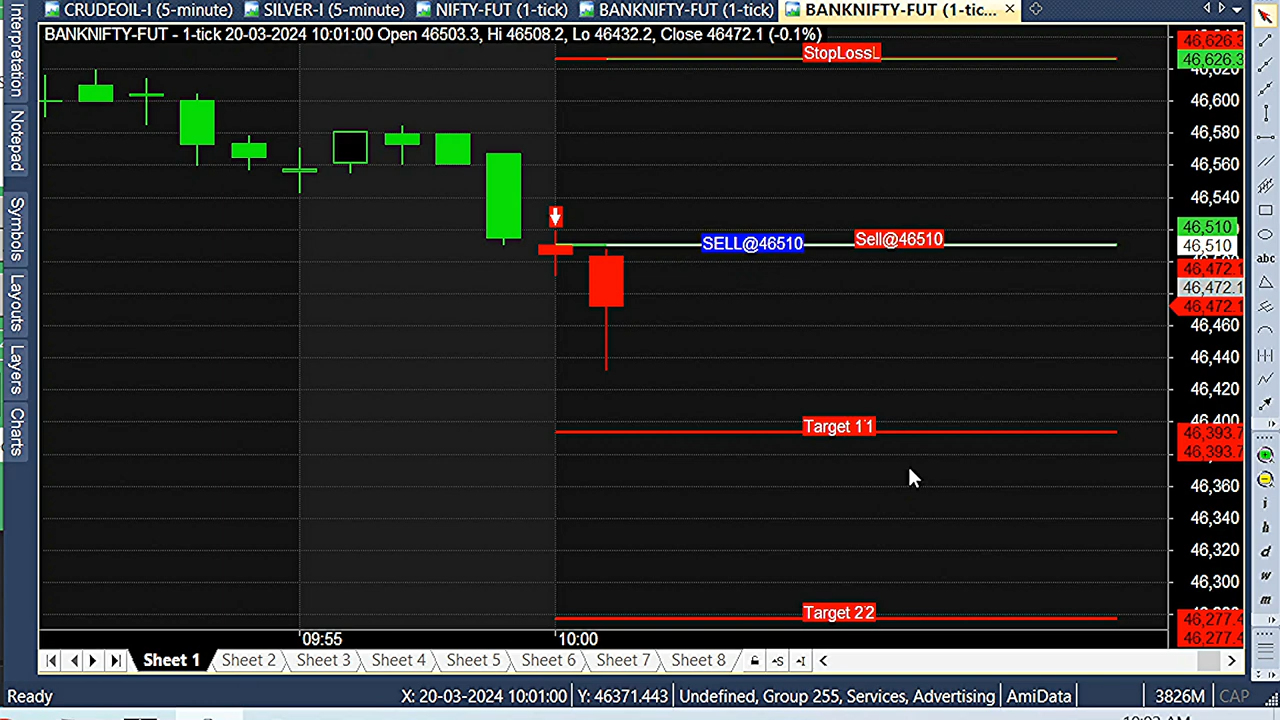 CRUDEOIL-I (5-minute) SILVER-I (5-minute) NIFTY-FUT (1-tick) BANKNIFTY-FUT (1-tick) BANKNIFTY-FUT (1-tic... ×
BANKNIFTY-FUT - 1-tick 20-03-2024 10:01:00 Open 46503.3, Hi 46508.2, Lo 46432.2, Close 46472.1 (-0.1%)
Interpretation
Notepad
Symbols
Layouts
Layers
Charts
StopLossL
SELL@46510
Sell@46510
Target 11
Target 22
46,626.3
46,626.3
46,600
46,580
46,560
46,540
46,510
46,510
46,472.1
46,472.1
46,472.1
46,460
46,440
46,420
46,400
46,393.7
46,393.7
46,360
46,340
46,320
46,300
46,277.4
46,277.4
abc
i
h
d
w
m
09:55 10:00
Sheet 1 Sheet 2 Sheet 3 Sheet 4 Sheet 5 Sheet 6 Sheet 7 Sheet 8
Ready X: 20-03-2024 10:01:00 Y: 46371.443 Undefined, Group 255, Services, Advertising AmiData 3826M CAP